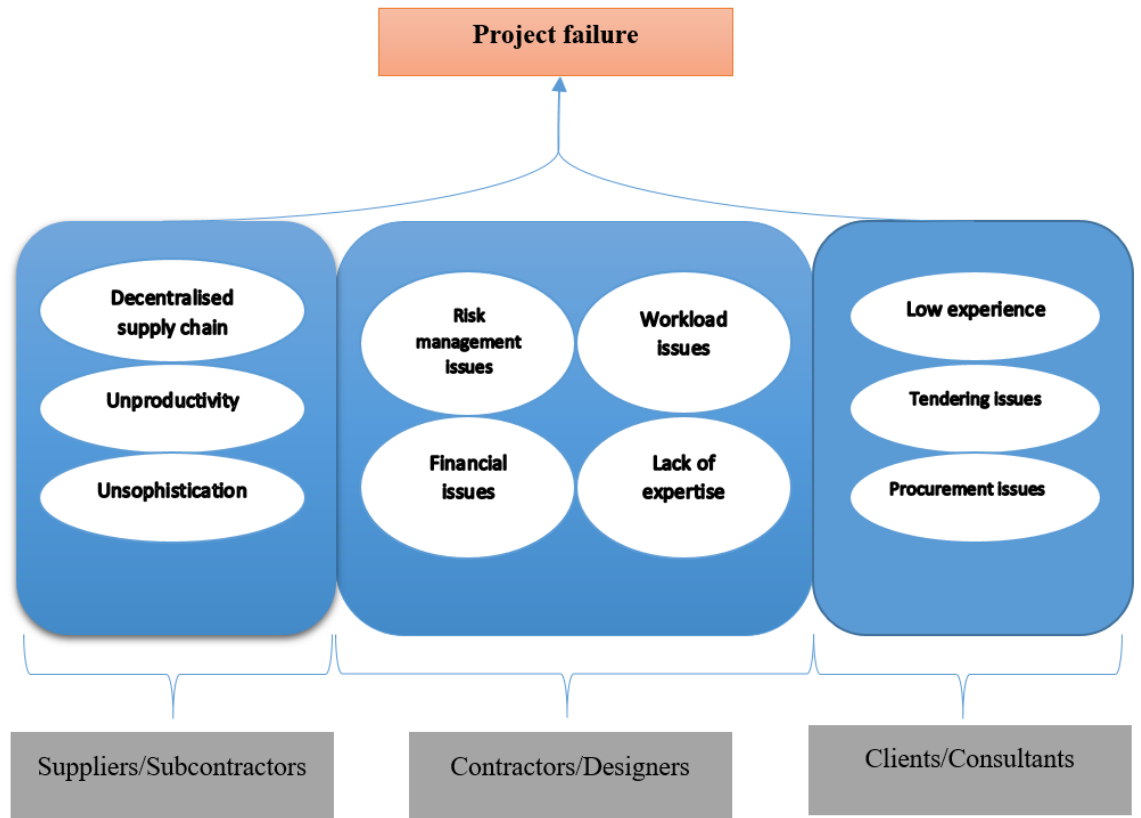 Project failure
Decentralised
supply chain
Unproductivity
Unsophistication
Risk
management
issues
Workload
issues
Financial
issues
Lack of
expertise
Low experience
Tendering issues
Procurement issues
Suppliers/Subcontractors
Contractors/Designers
Clients/Consultants